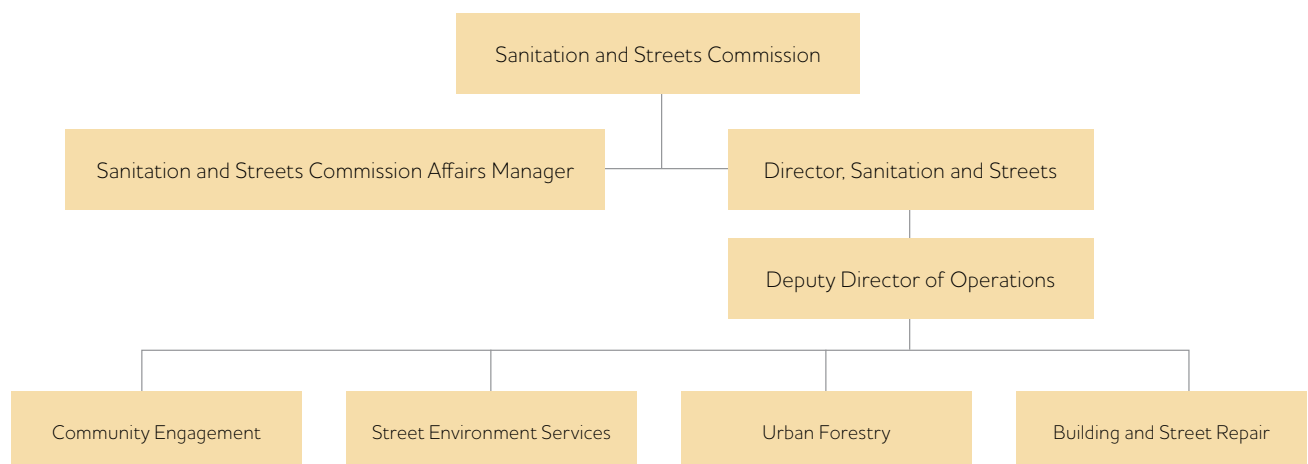 Sanitation and Streets Commission
Sanitation and Streets Commission Affairs Manager
Director, Sanitation and Streets
Deputy Director of Operations
Community Engagement
Street Environment Services
Urban Forestry
Building and Street Repair